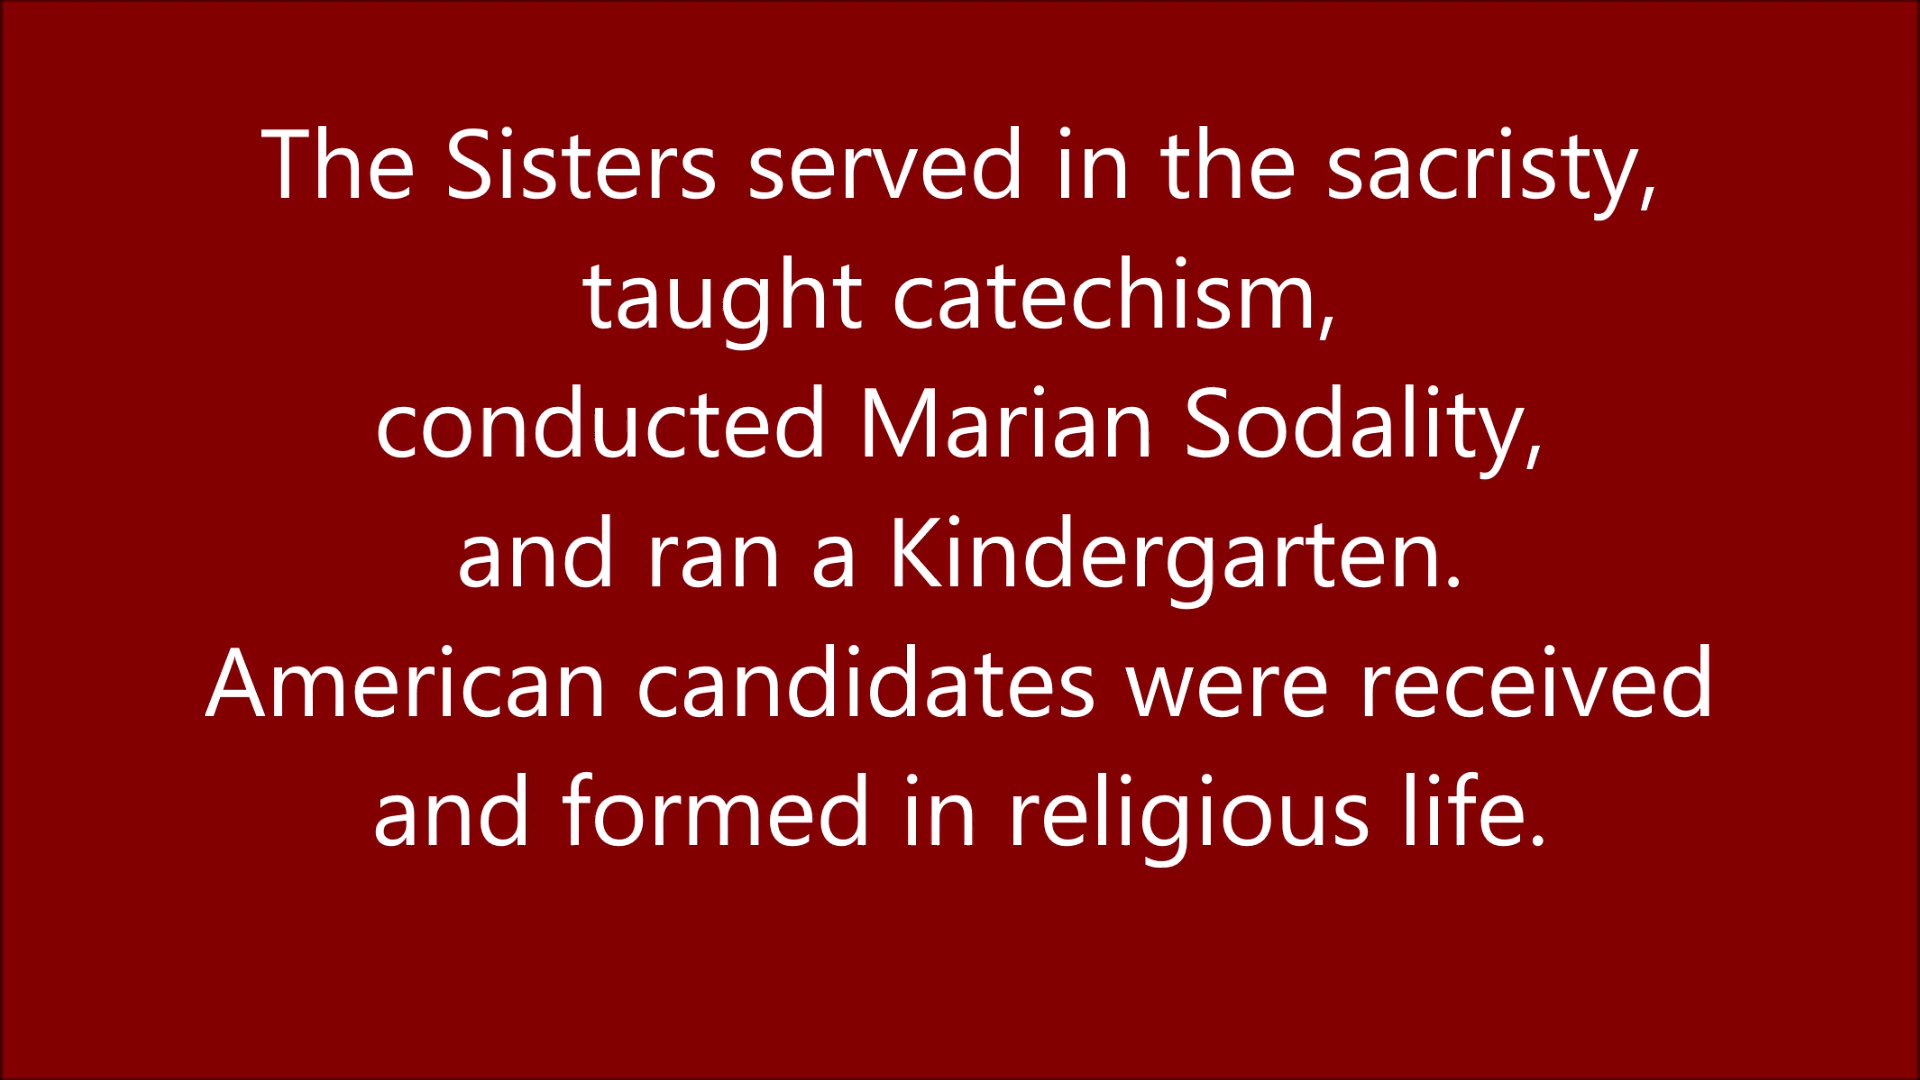 The Sisters served in the sacristy,
taught catechism,
conducted Marian Sodality,
and ran a Kindergarten.
American candidates were received
and formed in religious life.